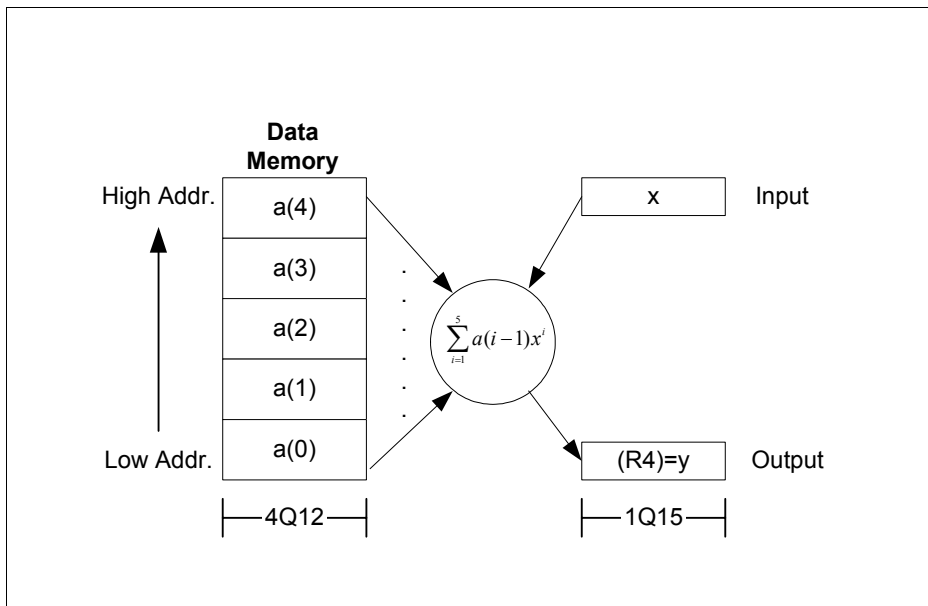 Data
Memory
High Addr.
a(4)
x
Input
a(3)
a(2)
∑_{i=1}^{5} a(i−1)x^i
a(1)
Low Addr.
a(0)
(R4)=y
Output
4Q12
1Q15